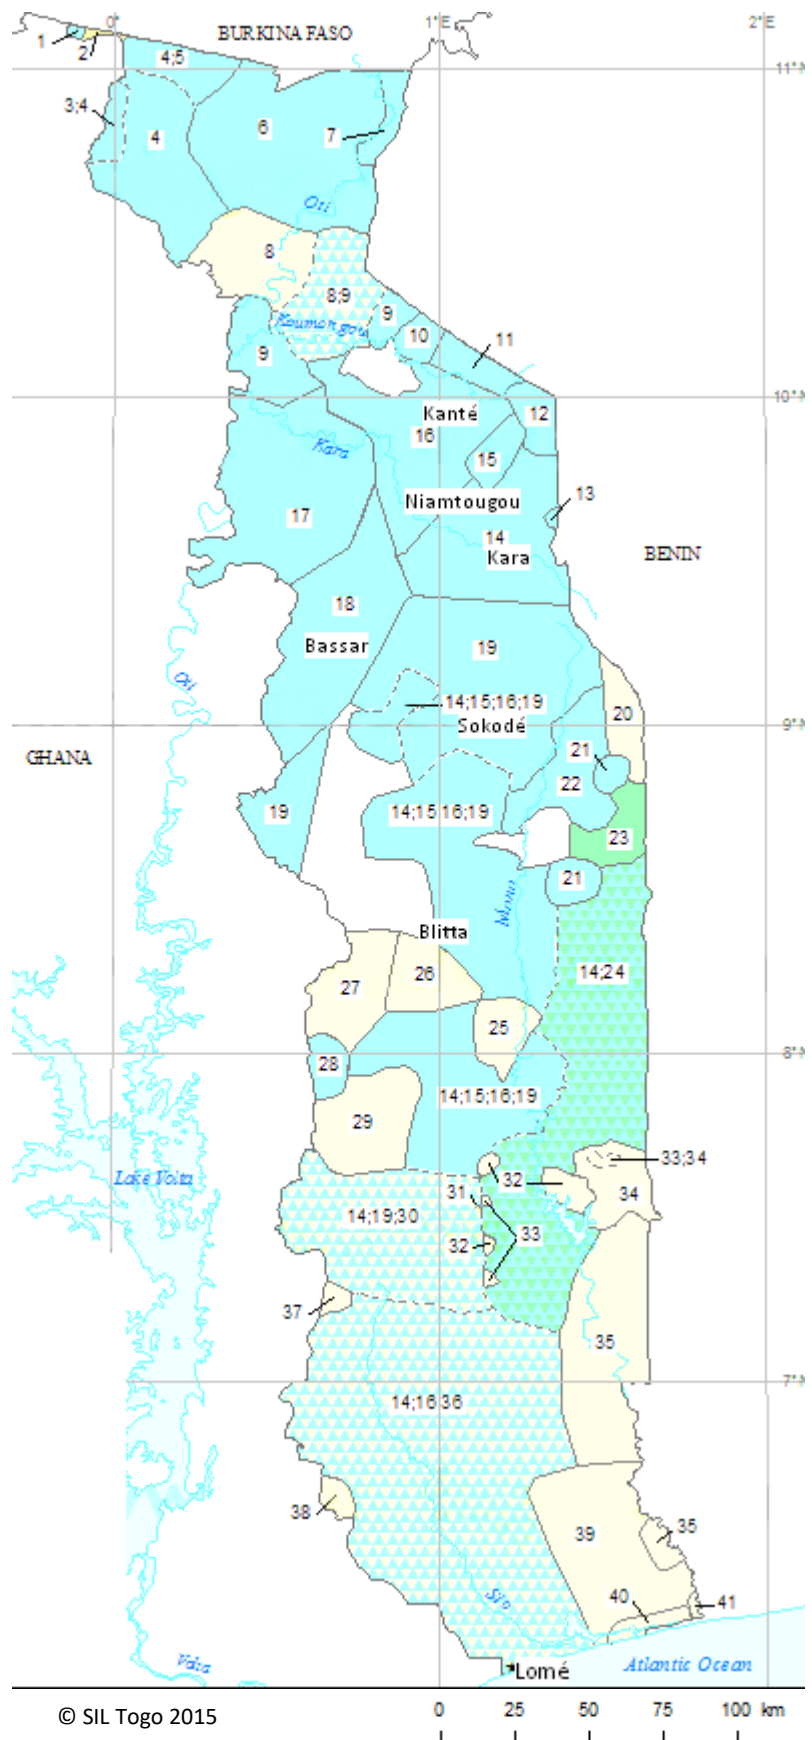 0°
1°E
2°E
BURKINA FASO
1
2
4;5
11°N
3;4
4
6
7
Oti
8
8;9
9
Koumongou
10
11
9
10°N
Kanté
12
16
Kara
15
Niamtougou
13
17
14
Kara
BENIN
18
Bassar
19
Oti
14;15;16;19
20
Sokodé
9°N
GHANA
21
22
19
14;15 16;19
23
21
Mono
Blitta
14;24
27
26
25
28
8°N
14;15;16;19
29
33;34
Lake Volta
31
32
34
14;19;30
32
33
37
35
7°N
14;16 36
38
39
35
Sio
40
41
Volta
Lomé
Atlantic Ocean
© SIL Togo 2015
0 25 50 75 100 km